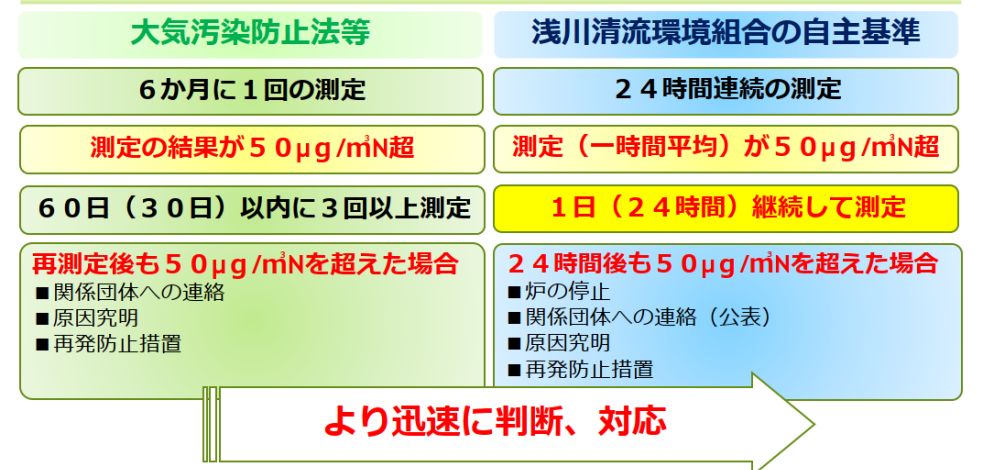 大気汚染防止法等
６か月に１回の測定
測定の結果が５０μｇ/㎥N超
６０日（３０日）以内に３回以上測定
再測定後も５０μｇ/㎥Nを超えた場合
■関係団体への連絡
■原因究明
■再発防止措置
浅川清流環境組合の自主基準
２４時間連続の測定
測定（一時間平均）が５０μｇ/㎥N超
１日（２４時間）継続して測定
２４時間後も５０μｇ/㎥Nを超えた場合
■炉の停止
■関係団体への連絡（公表）
■原因究明
■再発防止措置
より迅速に判断、対応